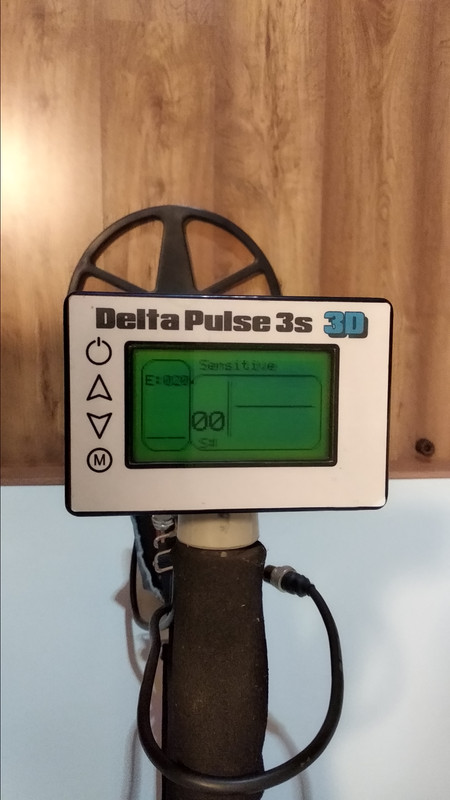 Delta Pulse 3s 3D
Sensitive
E:020
00
S#
M